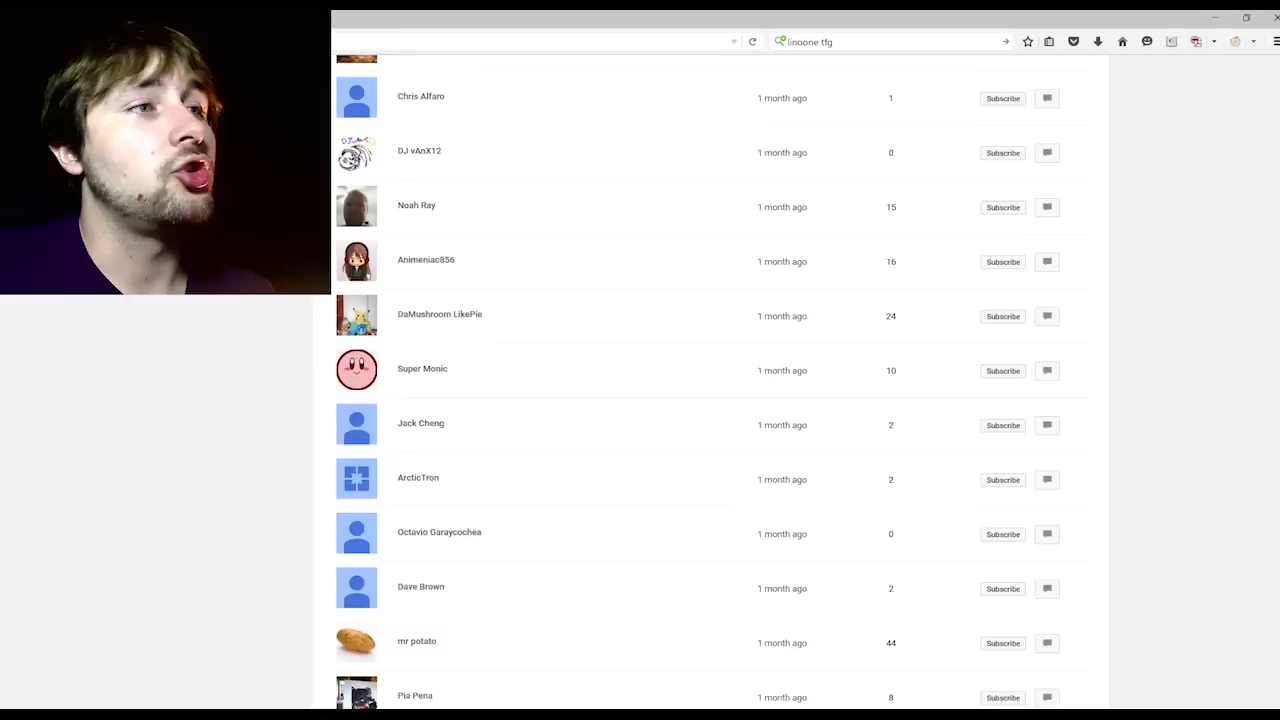 linoone tfg
Chris Alfaro 1 month ago 1 Subscribe
DJ vAnX12 1 month ago 0 Subscribe
Noah Ray 1 month ago 15 Subscribe
Animeniac856 1 month ago 16 Subscribe
DaMushroom LikePie 1 month ago 24 Subscribe
Super Monic 1 month ago 10 Subscribe
Jack Cheng 1 month ago 2 Subscribe
ArcticTron 1 month ago 2 Subscribe
Octavio Garaycochea 1 month ago 0 Subscribe
Dave Brown 1 month ago 2 Subscribe
mr potato 1 month ago 44 Subscribe
Pia Pena 1 month ago 8 Subscribe